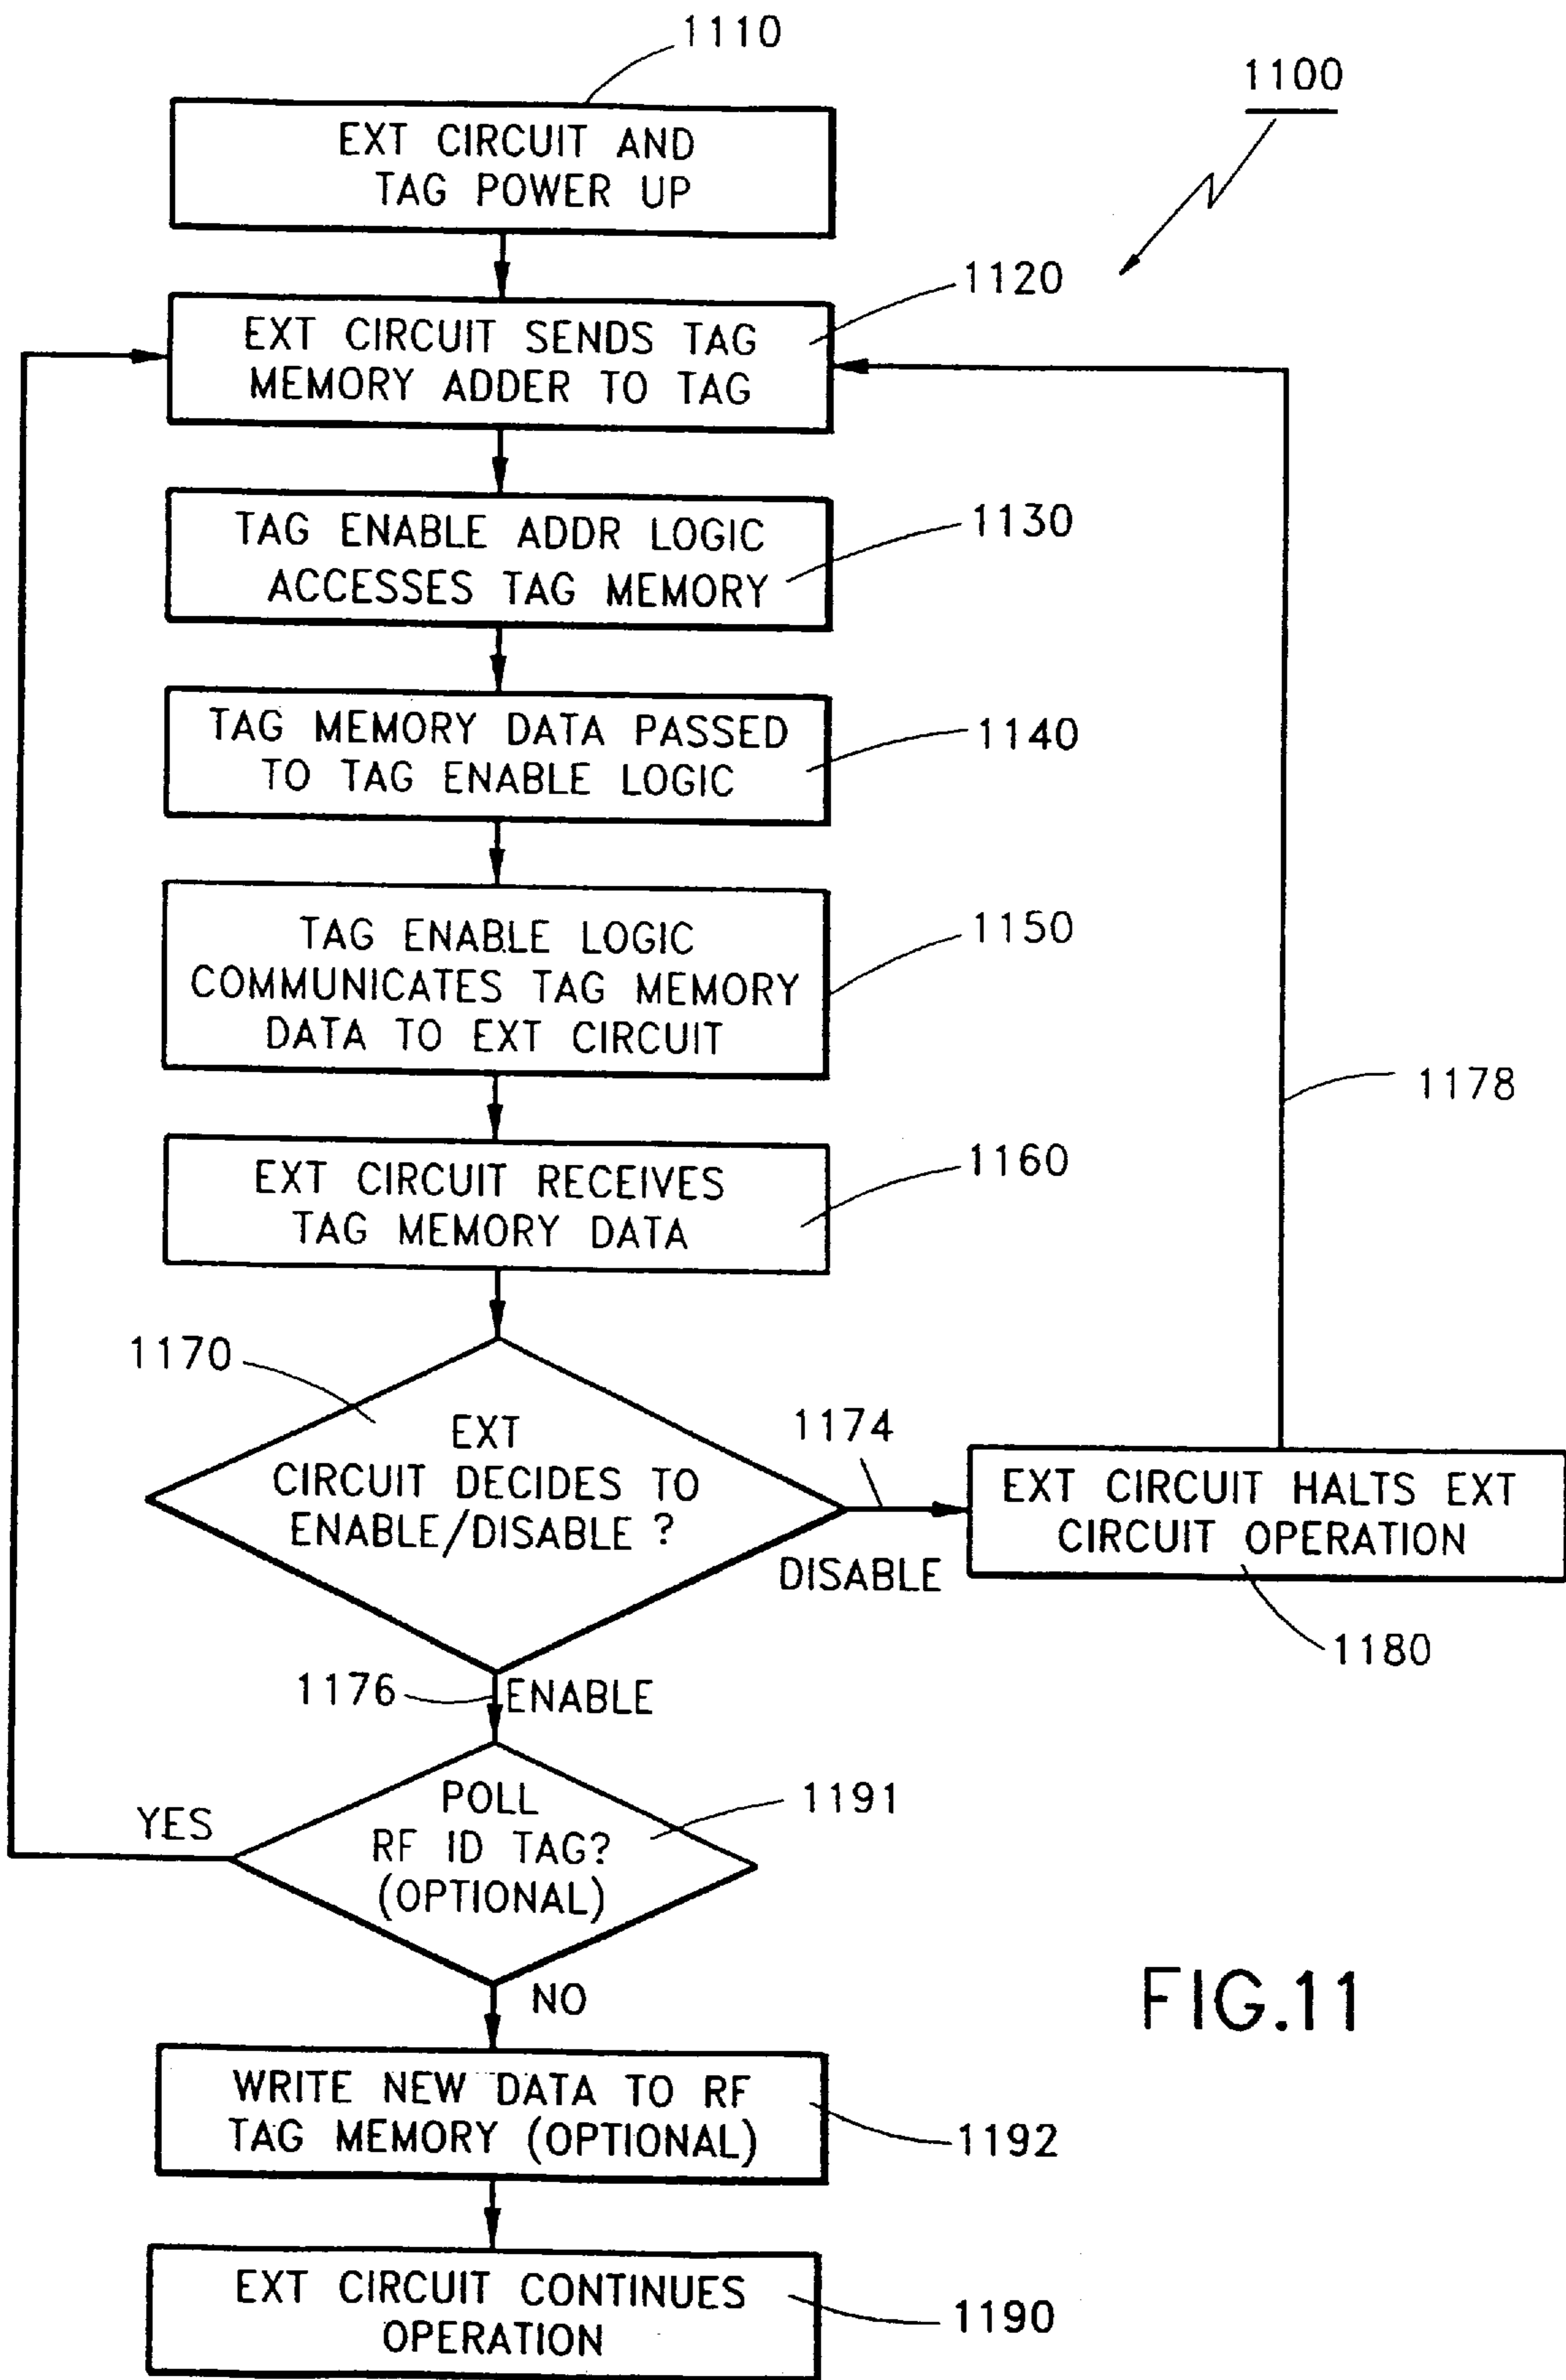 1110
1100
EXT CIRCUIT AND
TAG POWER UP
1120
EXT CIRCUIT SENDS TAG
MEMORY ADDER TO TAG
TAG ENABLE ADDR LOGIC
ACCESSES TAG MEMORY
1130
TAG MEMORY DATA PASSED
TO TAG ENABLE LOGIC
1140
TAG ENABLE LOGIC
COMMUNICATES TAG MEMORY
DATA TO EXT CIRCUIT
1150
1178
EXT CIRCUIT RECEIVES
TAG MEMORY DATA
1160
1170
EXT
CIRCUIT DECIDES TO
ENABLE/DISABLE ?
1174
DISABLE
EXT CIRCUIT HALTS EXT
CIRCUIT OPERATION
1180
1176
ENABLE
POLL
RF ID TAG?
(OPTIONAL)
1191
YES
NO
FIG.11
WRITE NEW DATA TO RF
TAG MEMORY (OPTIONAL)
1192
EXT CIRCUIT CONTINUES
OPERATION
1190